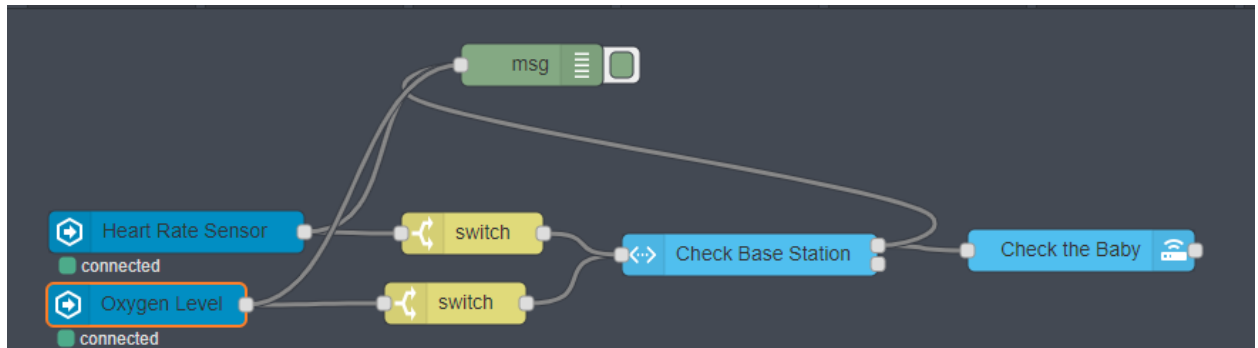 msg
Heart Rate Sensor
switch
connected
Check Base Station
Check the Baby
Oxygen Level
switch
connected